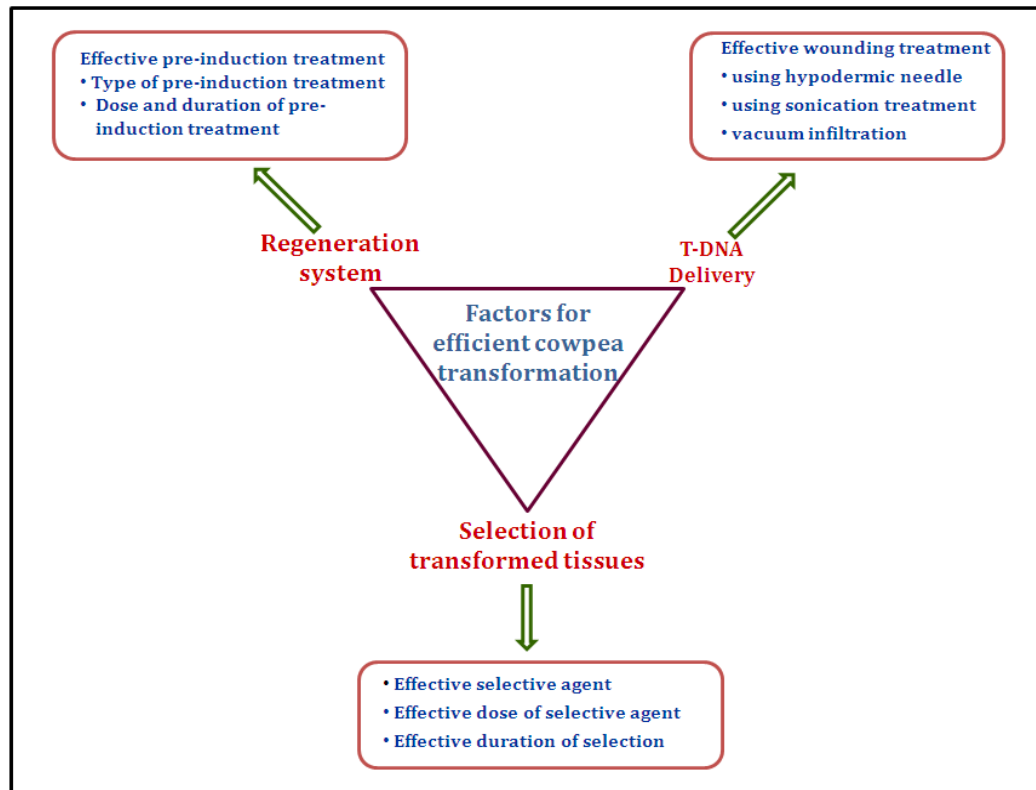 Effective pre-induction treatment
• Type of pre-induction treatment
• Dose and duration of pre-
induction treatment
Effective wounding treatment
• using hypodermic needle
• using sonication treatment
• vacuum infiltration
Regeneration
system
T-DNA
Delivery
Factors for
efficient cowpea
transformation
Selection of
transformed tissues
• Effective selective agent
• Effective dose of selective agent
• Effective duration of selection